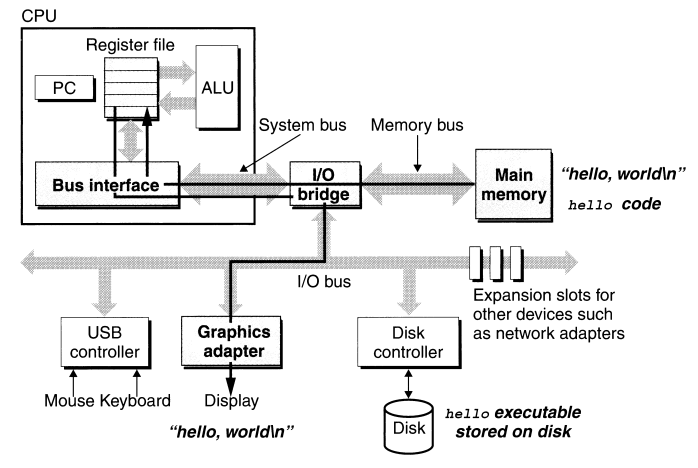 CPU
Register file
PC
ALU
System bus
Memory bus
Bus interface
I/O
bridge
Main
memory
“hello, world\n”
hello code
I/O bus
Expansion slots for
other devices such
as network adapters
USB
controller
Graphics
adapter
Disk
controller
Mouse Keyboard
Display
“hello, world\n”
Disk
hello executable
stored on disk